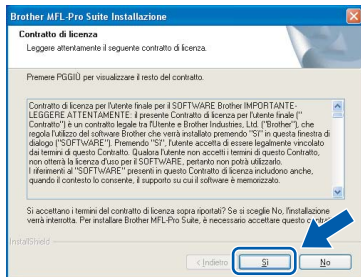 Brother MFL-Pro Suite Installazione
Contratto di licenza
Leggere attentamente il seguente contratto di licenza.
Premere PGGIÙ per visualizzare il resto del contratto.
Contratto di licenza per l'utente finale per il SOFTWARE Brother IMPORTANTE-
LEGGERE ATTENTAMENTE: il presente Contratto di licenza per l'utente finale ("
Contratto") è un contratto legale tra l'Utente e Brother Industries, Ltd. ("Brother"), che
regola l'utilizzo del software Brother che verrà installato premendo "SÌ" in questa finestra di
dialogo ("SOFTWARE"). Premendo "SÌ", l'utente accetta di essere legalmente vincolato
dai termini di questo Contratto. Qualora l'utente non accetti i termini di questo Contratto,
non otterrà la licenza d'uso per il SOFTWARE, pertanto non potrà utilizzarlo.
I riferimenti al "SOFTWARE" presenti in questo Contratto di licenza includono anche,
quando il contesto lo consente, il supporto su cui il software è memorizzato.
Si accettano i termini del contratto di licenza sopra riportati? Se si sceglie No, l'installazione
verrà interrotta. Per installare Brother MFL-Pro Suite, è necessario accettare questo
InstallShield
< Indietro
Sì
No